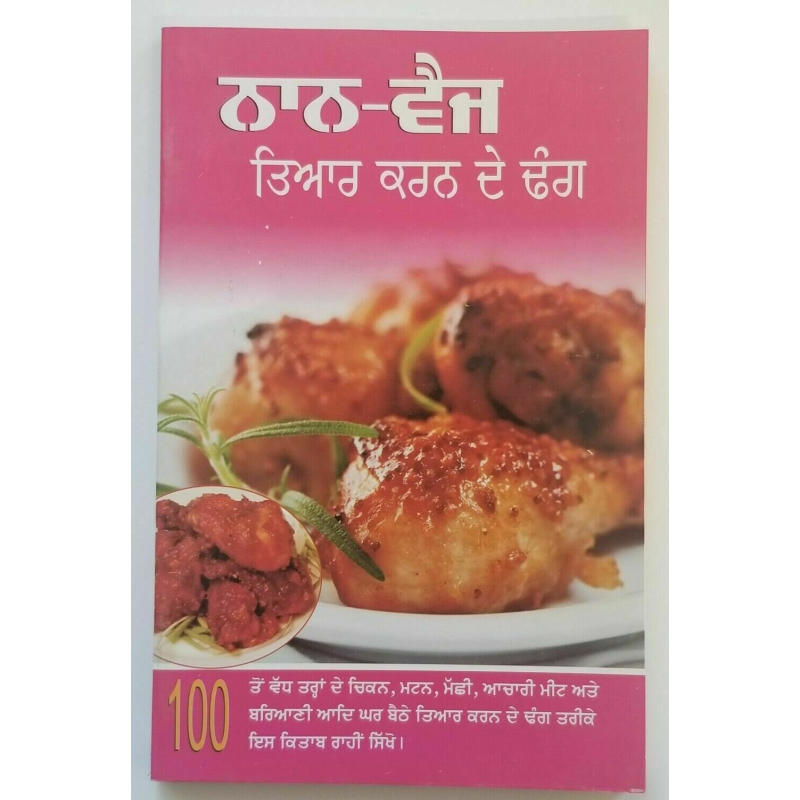 ਨਾਨ-ਵੈਜ
ਤਿਆਰ ਕਰਨ ਦੇ ਢੰਗ
100 ਤੋਂ ਵੱਧ ਤਰ੍ਹਾਂ ਦੇ ਚਿਕਨ, ਮਟਨ, ਮੱਛੀ, ਆਚਾਰੀ ਮੀਟ ਅਤੇ
ਬਰਿਆਣੀ ਆਦਿ ਘਰ ਬੈਠੇ ਤਿਆਰ ਕਰਨ ਦੇ ਢੰਗ ਤਰੀਕੇ
ਇਸ ਕਿਤਾਬ ਰਾਹੀਂ ਸਿੱਖੋ।